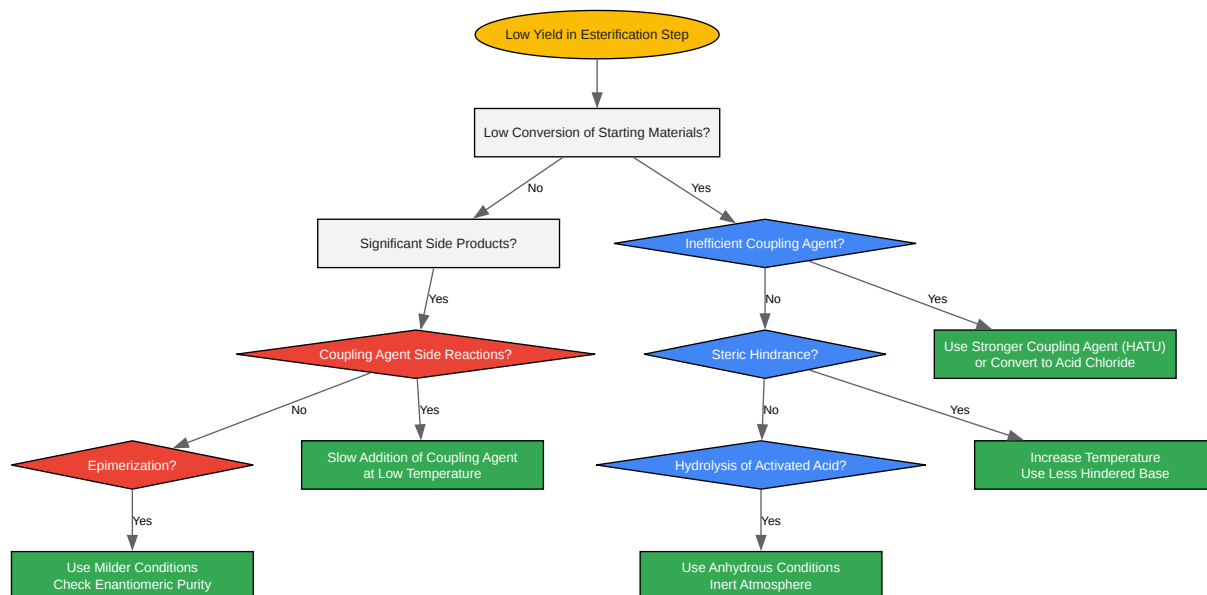 Low Yield in Esterification Step
Low Conversion of Starting Materials?
No
Yes
Significant Side Products?
Inefficient Coupling Agent?
Yes
No
Yes
Coupling Agent Side Reactions?
Steric Hindrance?
Use Stronger Coupling Agent (HATU)
or Convert to Acid Chloride
No
Yes
No
Yes
Epimerization?
Slow Addition of Coupling Agent
at Low Temperature
Hydrolysis of Activated Acid?
Increase Temperature
Use Less Hindered Base
Yes
Yes
Use Milder Conditions
Check Enantiomeric Purity
Use Anhydrous Conditions
Inert Atmosphere